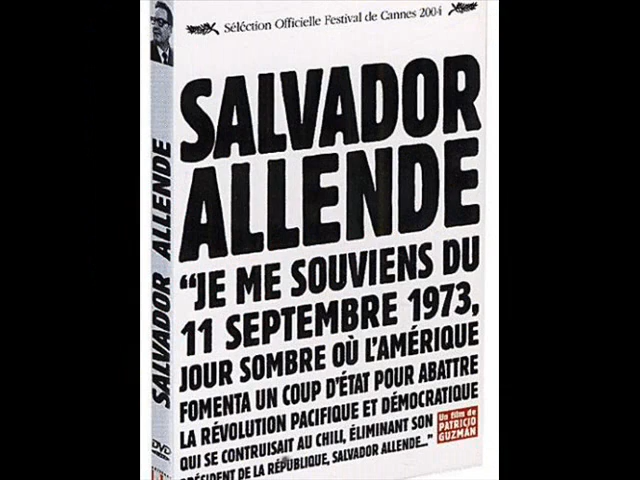 Séléction Officielle Festival de Cannes 2004
SALVADOR
ALLENDE
“JE ME SOUVIENS DU
11 SEPTEMBRE 1973,
JOUR SOMBRE OÙ L’AMÉRIQUE
FOMENTA UN COUP D’ÉTAT POUR ABATTRE
LA RÉVOLUTION PACIFIQUE ET DÉMOCRATIQUE
QUI SE CONSTRUISAIT AU CHILI, ÉLIMINANT SON
PRÉSIDENT DE LA RÉPUBLIQUE, SALVADOR ALLENDE...”
Un film de
PATRICIO
GUZMÁN
SALVADOR ALLENDE
DVD